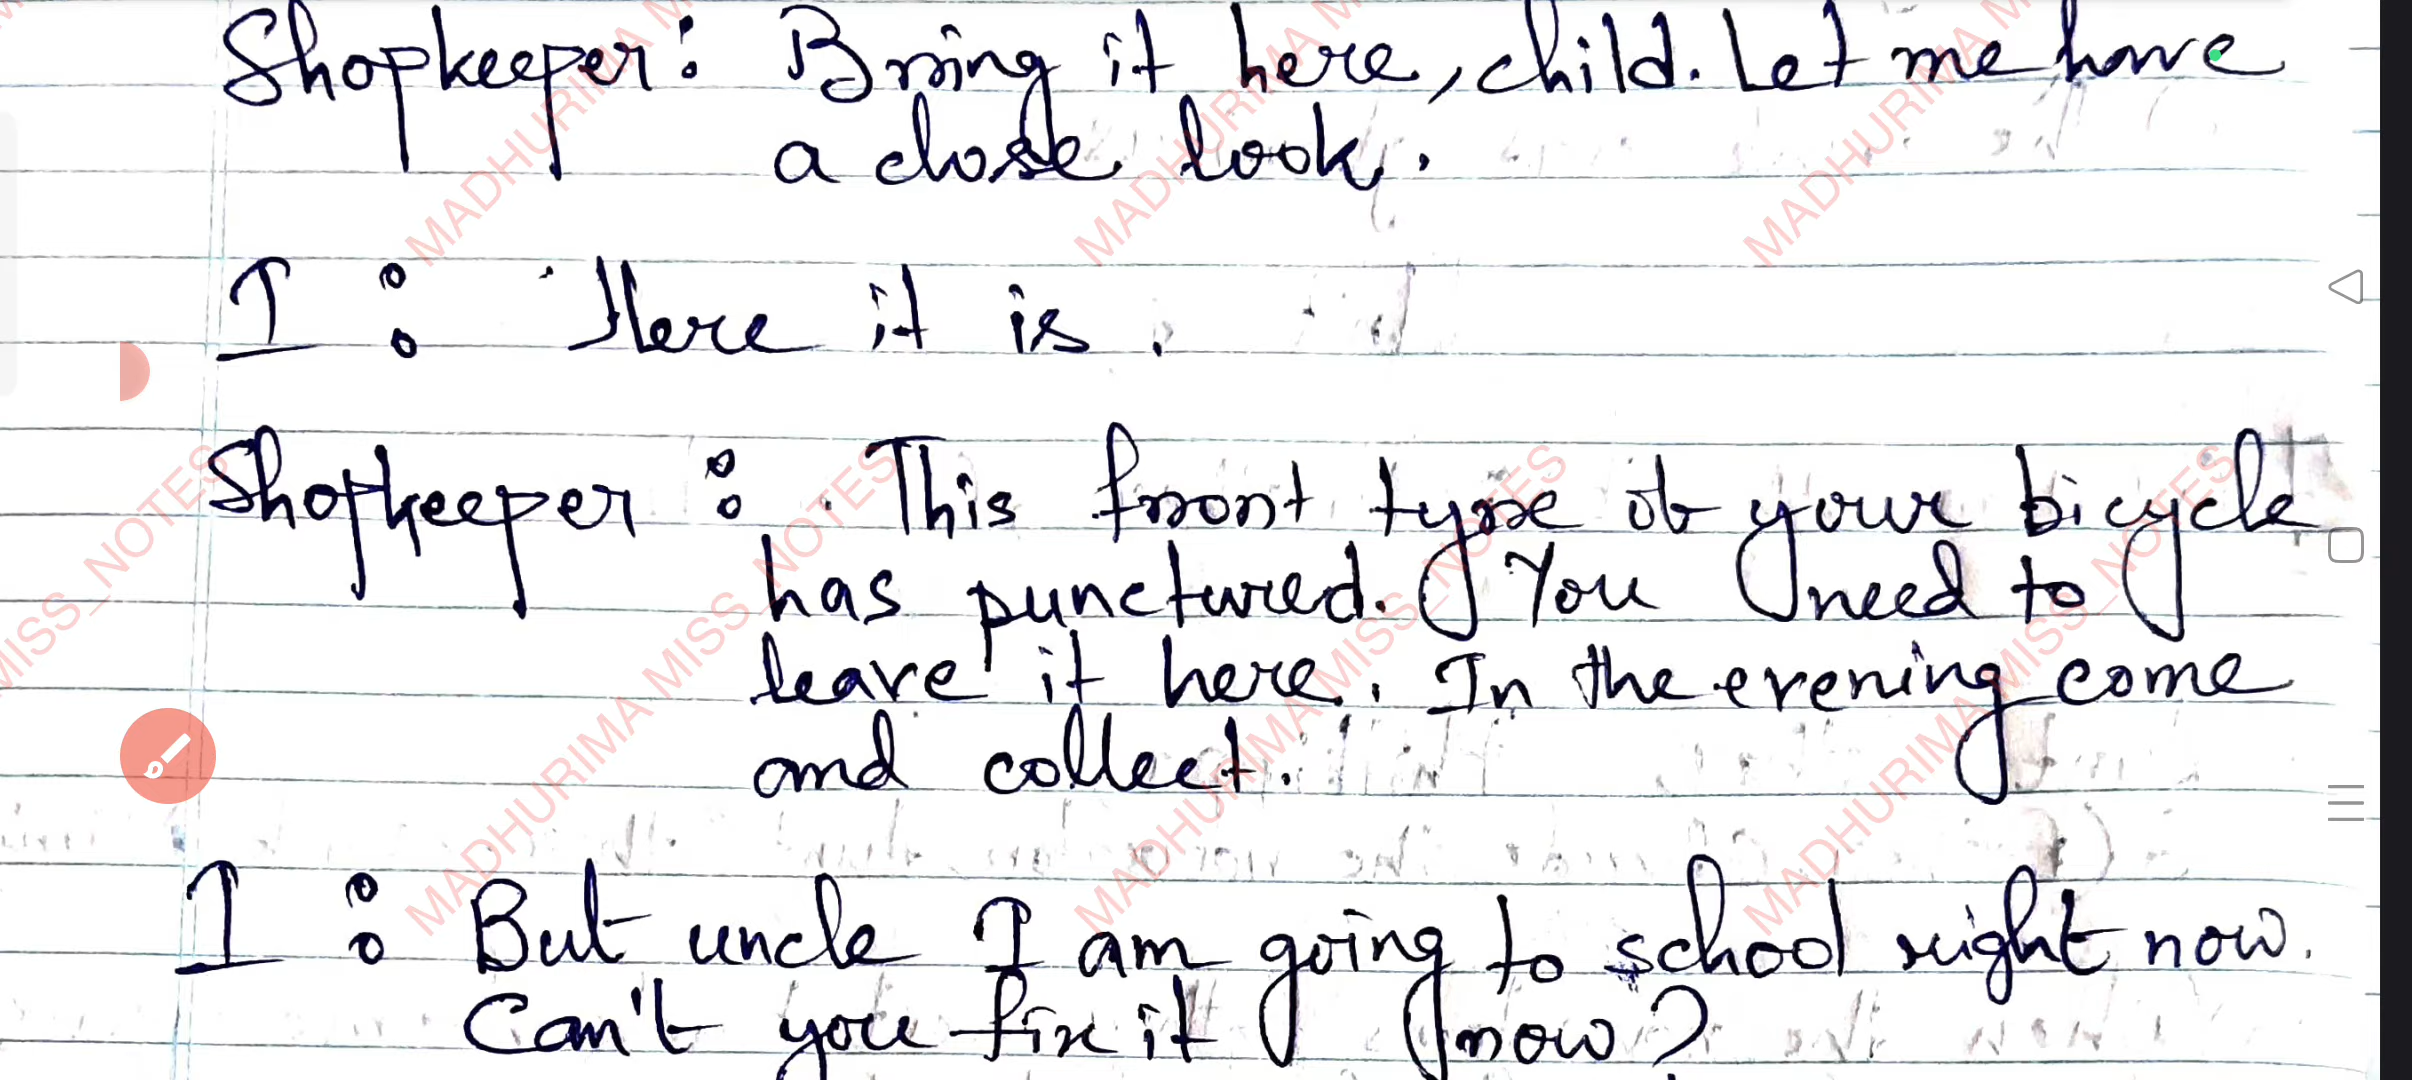 Shopkeeper: Bring it here, child. Let me have
a close look.
I : Here it is.
Shopkeeper : This front tyre of your bicycle
has punctured. You need to
leave it here. In the evening come
and collect.
I : But uncle I am going to school right now.
Can't you fix it now?
MADHURIMA MISS_NOTES